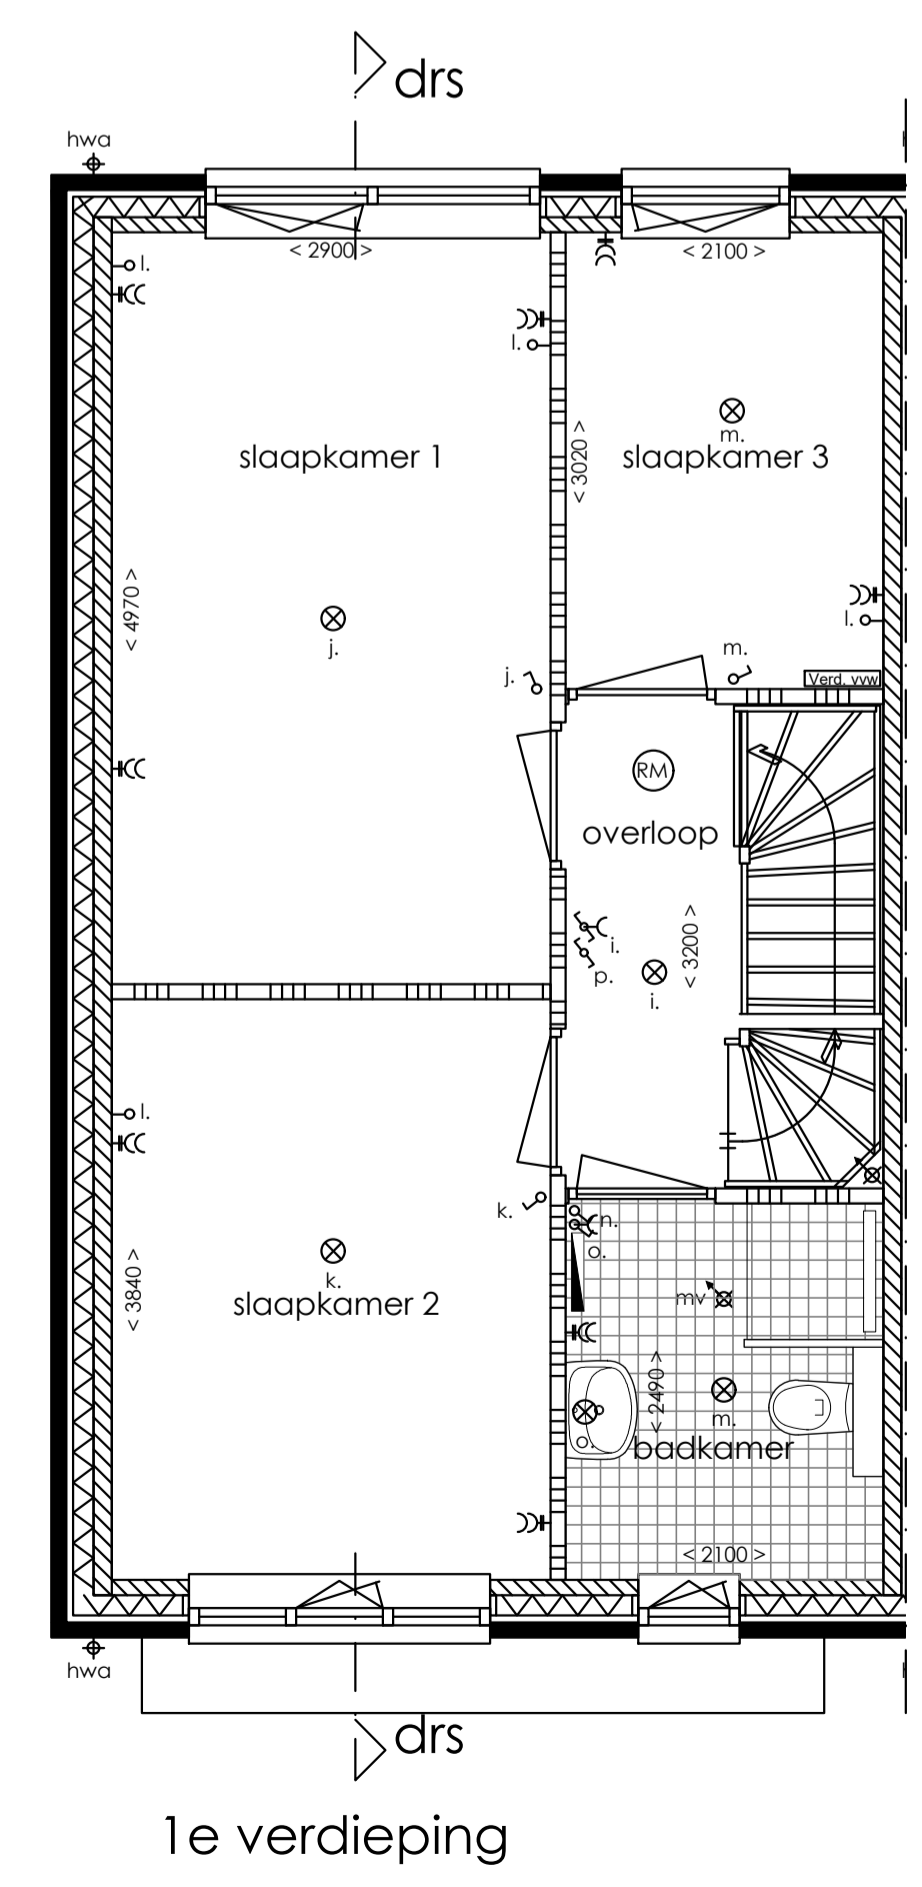 drs
hwa
< 2900 >
< 2100 >
l.
l.
m.
slaapkamer 1
slaapkamer 3
< 3020 >
< 4970 >
l.
j.
m.
j.
Verd. vvw
RM
overloop
i.
< 3200 >
p.
i.
l.
k.
n.
o.
k.
mv
< 3840 >
slaapkamer 2
< 2490 >
m.
o.
badkamer
< 2100 >
hwa
drs
1e verdieping